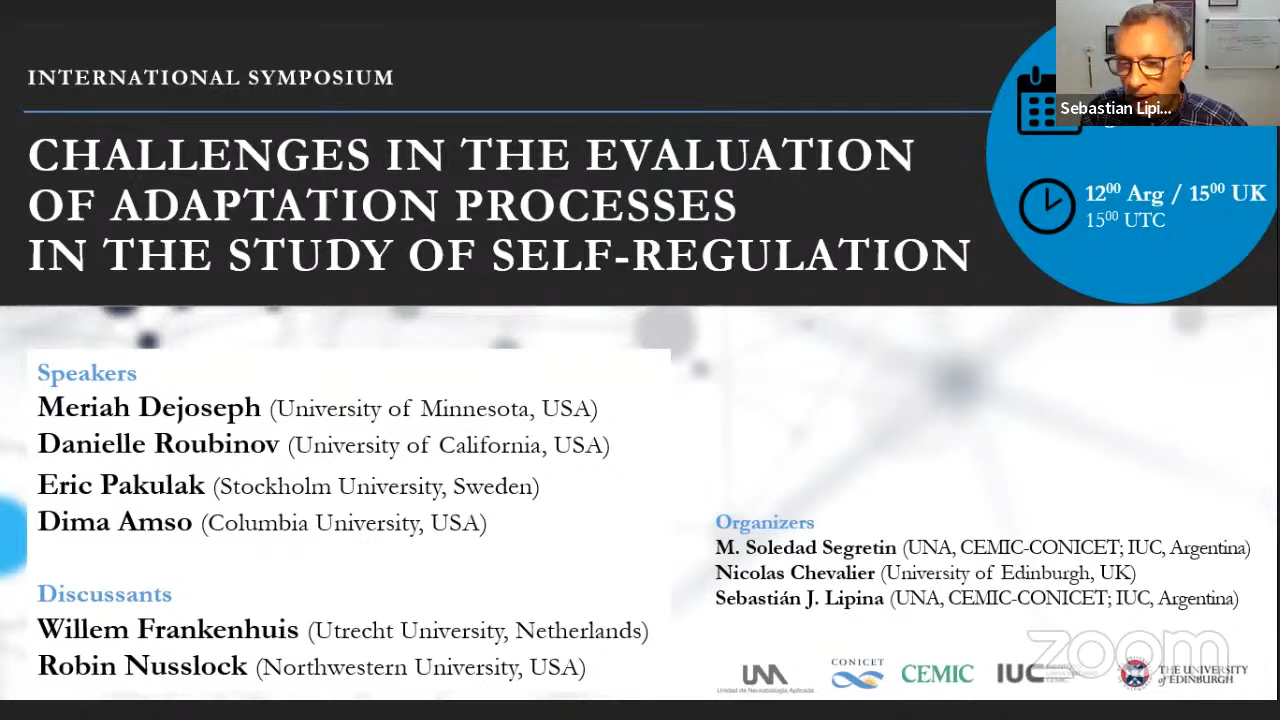 INTERNATIONAL SYMPOSIUM
CHALLENGES IN THE EVALUATION
OF ADAPTATION PROCESSES
IN THE STUDY OF SELF-REGULATION
Sebastian Lipi...
12⁰⁰ Arg / 15⁰⁰ UK
15⁰⁰ UTC
Speakers
Meriah Dejoseph (University of Minnesota, USA)
Danielle Roubinov (University of California, USA)
Eric Pakulak (Stockholm University, Sweden)
Dima Amso (Columbia University, USA)
Discussants
Willem Frankenhuis (Utrecht University, Netherlands)
Robin Nusslock (Northwestern University, USA)
Organizers
M. Soledad Segretin (UNA, CEMIC-CONICET; IUC, Argentina)
Nicolas Chevalier (University of Edinburgh, UK)
Sebastián J. Lipina (UNA, CEMIC-CONICET; IUC, Argentina)
zoom
UNA
Unidad de Neurobiología Aplicada
CONICET
CEMIC
IUC
THE UNIVERSITY
of EDINBURGH